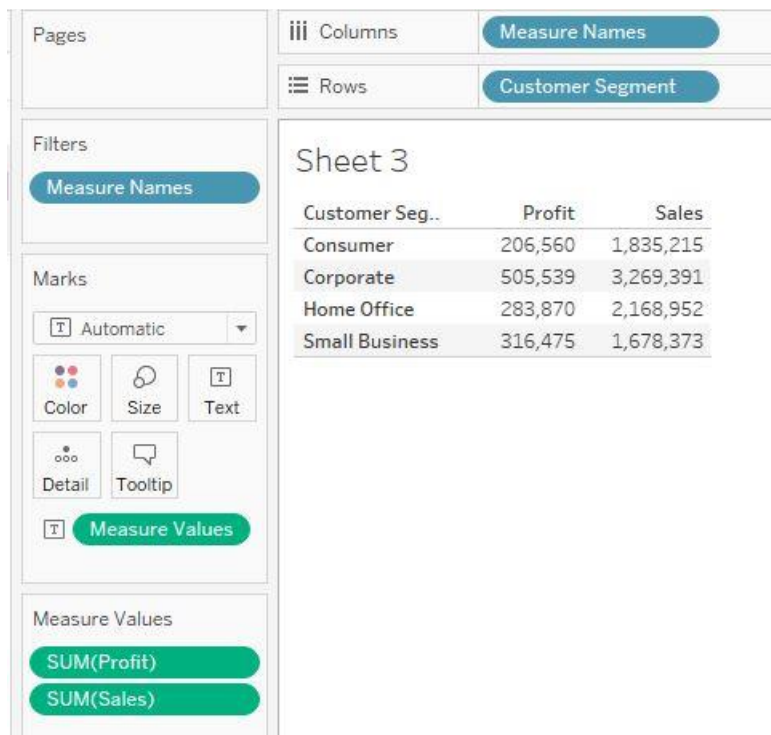 Pages
Columns Measure Names
Rows Customer Segment
Filters
Measure Names
Marks
T Automatic
Color Size T Text
Detail Tooltip
T Measure Values
Measure Values
SUM(Profit)
SUM(Sales)
Sheet 3
Customer Seg.. Profit Sales
Consumer 206,560 1,835,215
Corporate 505,539 3,269,391
Home Office 283,870 2,168,952
Small Business 316,475 1,678,373